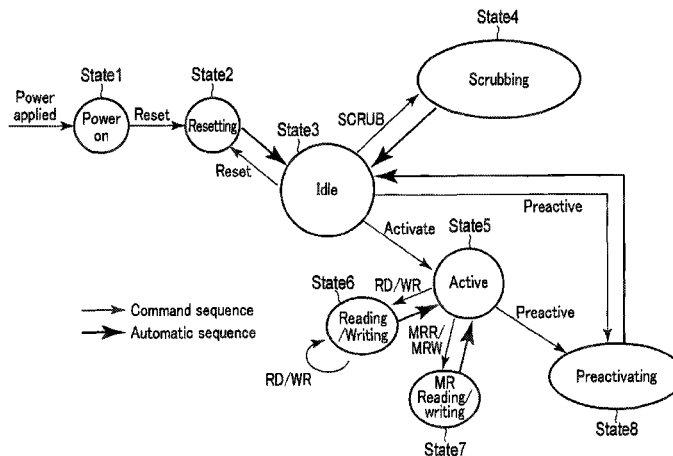 State4
State1
State2
Scrubbing
Power
applied
Power
on
Reset
Resetting
State3
SCRUB
Reset
Idle
Preactive
Activate
State5
RD/WR
Active
State6
Command sequence
Reading
/Writing
Automatic sequence
MRR/
MRW
Preactive
RD/WR
MR
Reading/
writing
Preactivating
State7
State8